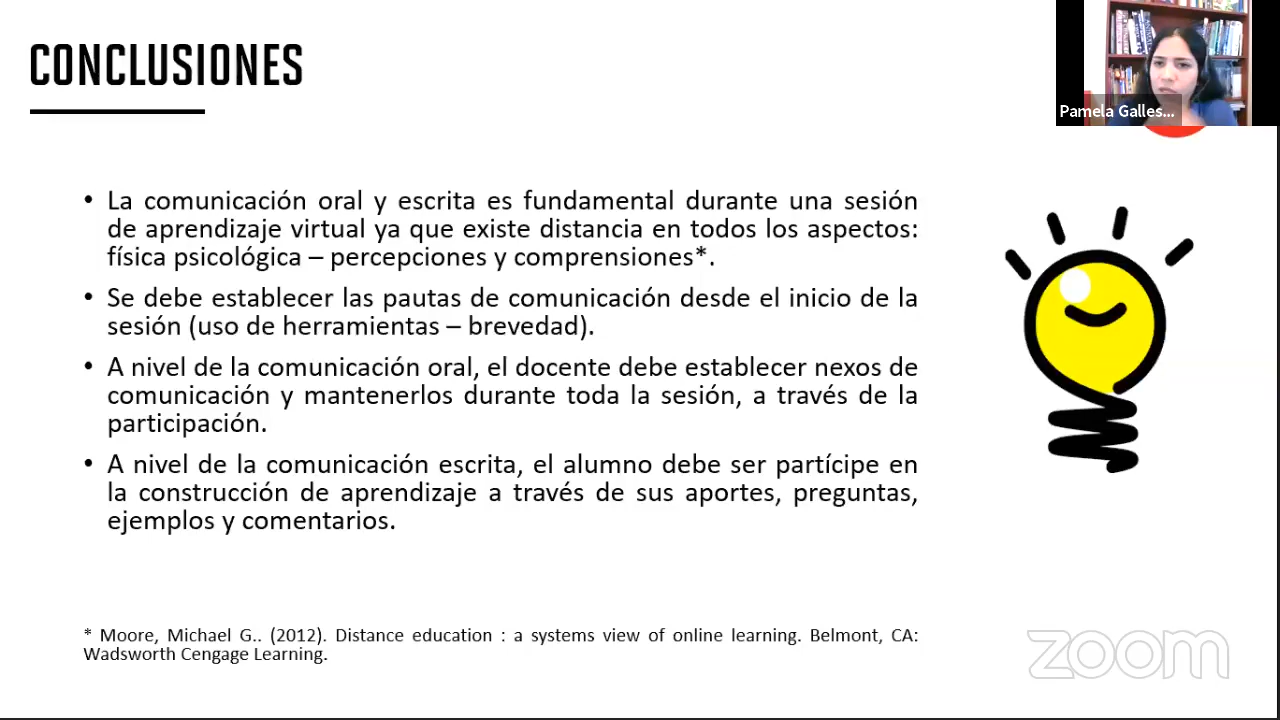 CONCLUSIONES
Pamela Galles...
• La comunicación oral y escrita es fundamental durante una sesión
de aprendizaje virtual ya que existe distancia en todos los aspectos:
física psicológica – percepciones y comprensiones*.
• Se debe establecer las pautas de comunicación desde el inicio de la
sesión (uso de herramientas – brevedad).
• A nivel de la comunicación oral, el docente debe establecer nexos de
comunicación y mantenerlos durante toda la sesión, a través de la
participación.
• A nivel de la comunicación escrita, el alumno debe ser partícipe en
la construcción de aprendizaje a través de sus aportes, preguntas,
ejemplos y comentarios.
* Moore, Michael G.. (2012). Distance education : a systems view of online learning. Belmont, CA:
Wadsworth Cengage Learning.
zoom